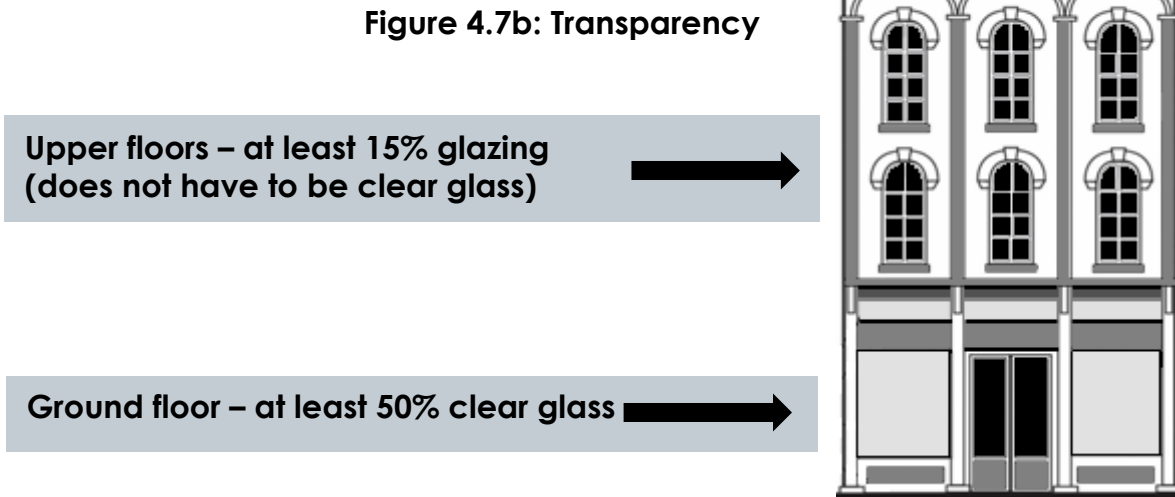 Figure 4.7b: Transparency
Upper floors – at least 15% glazing
(does not have to be clear glass)
Ground floor – at least 50% clear glass